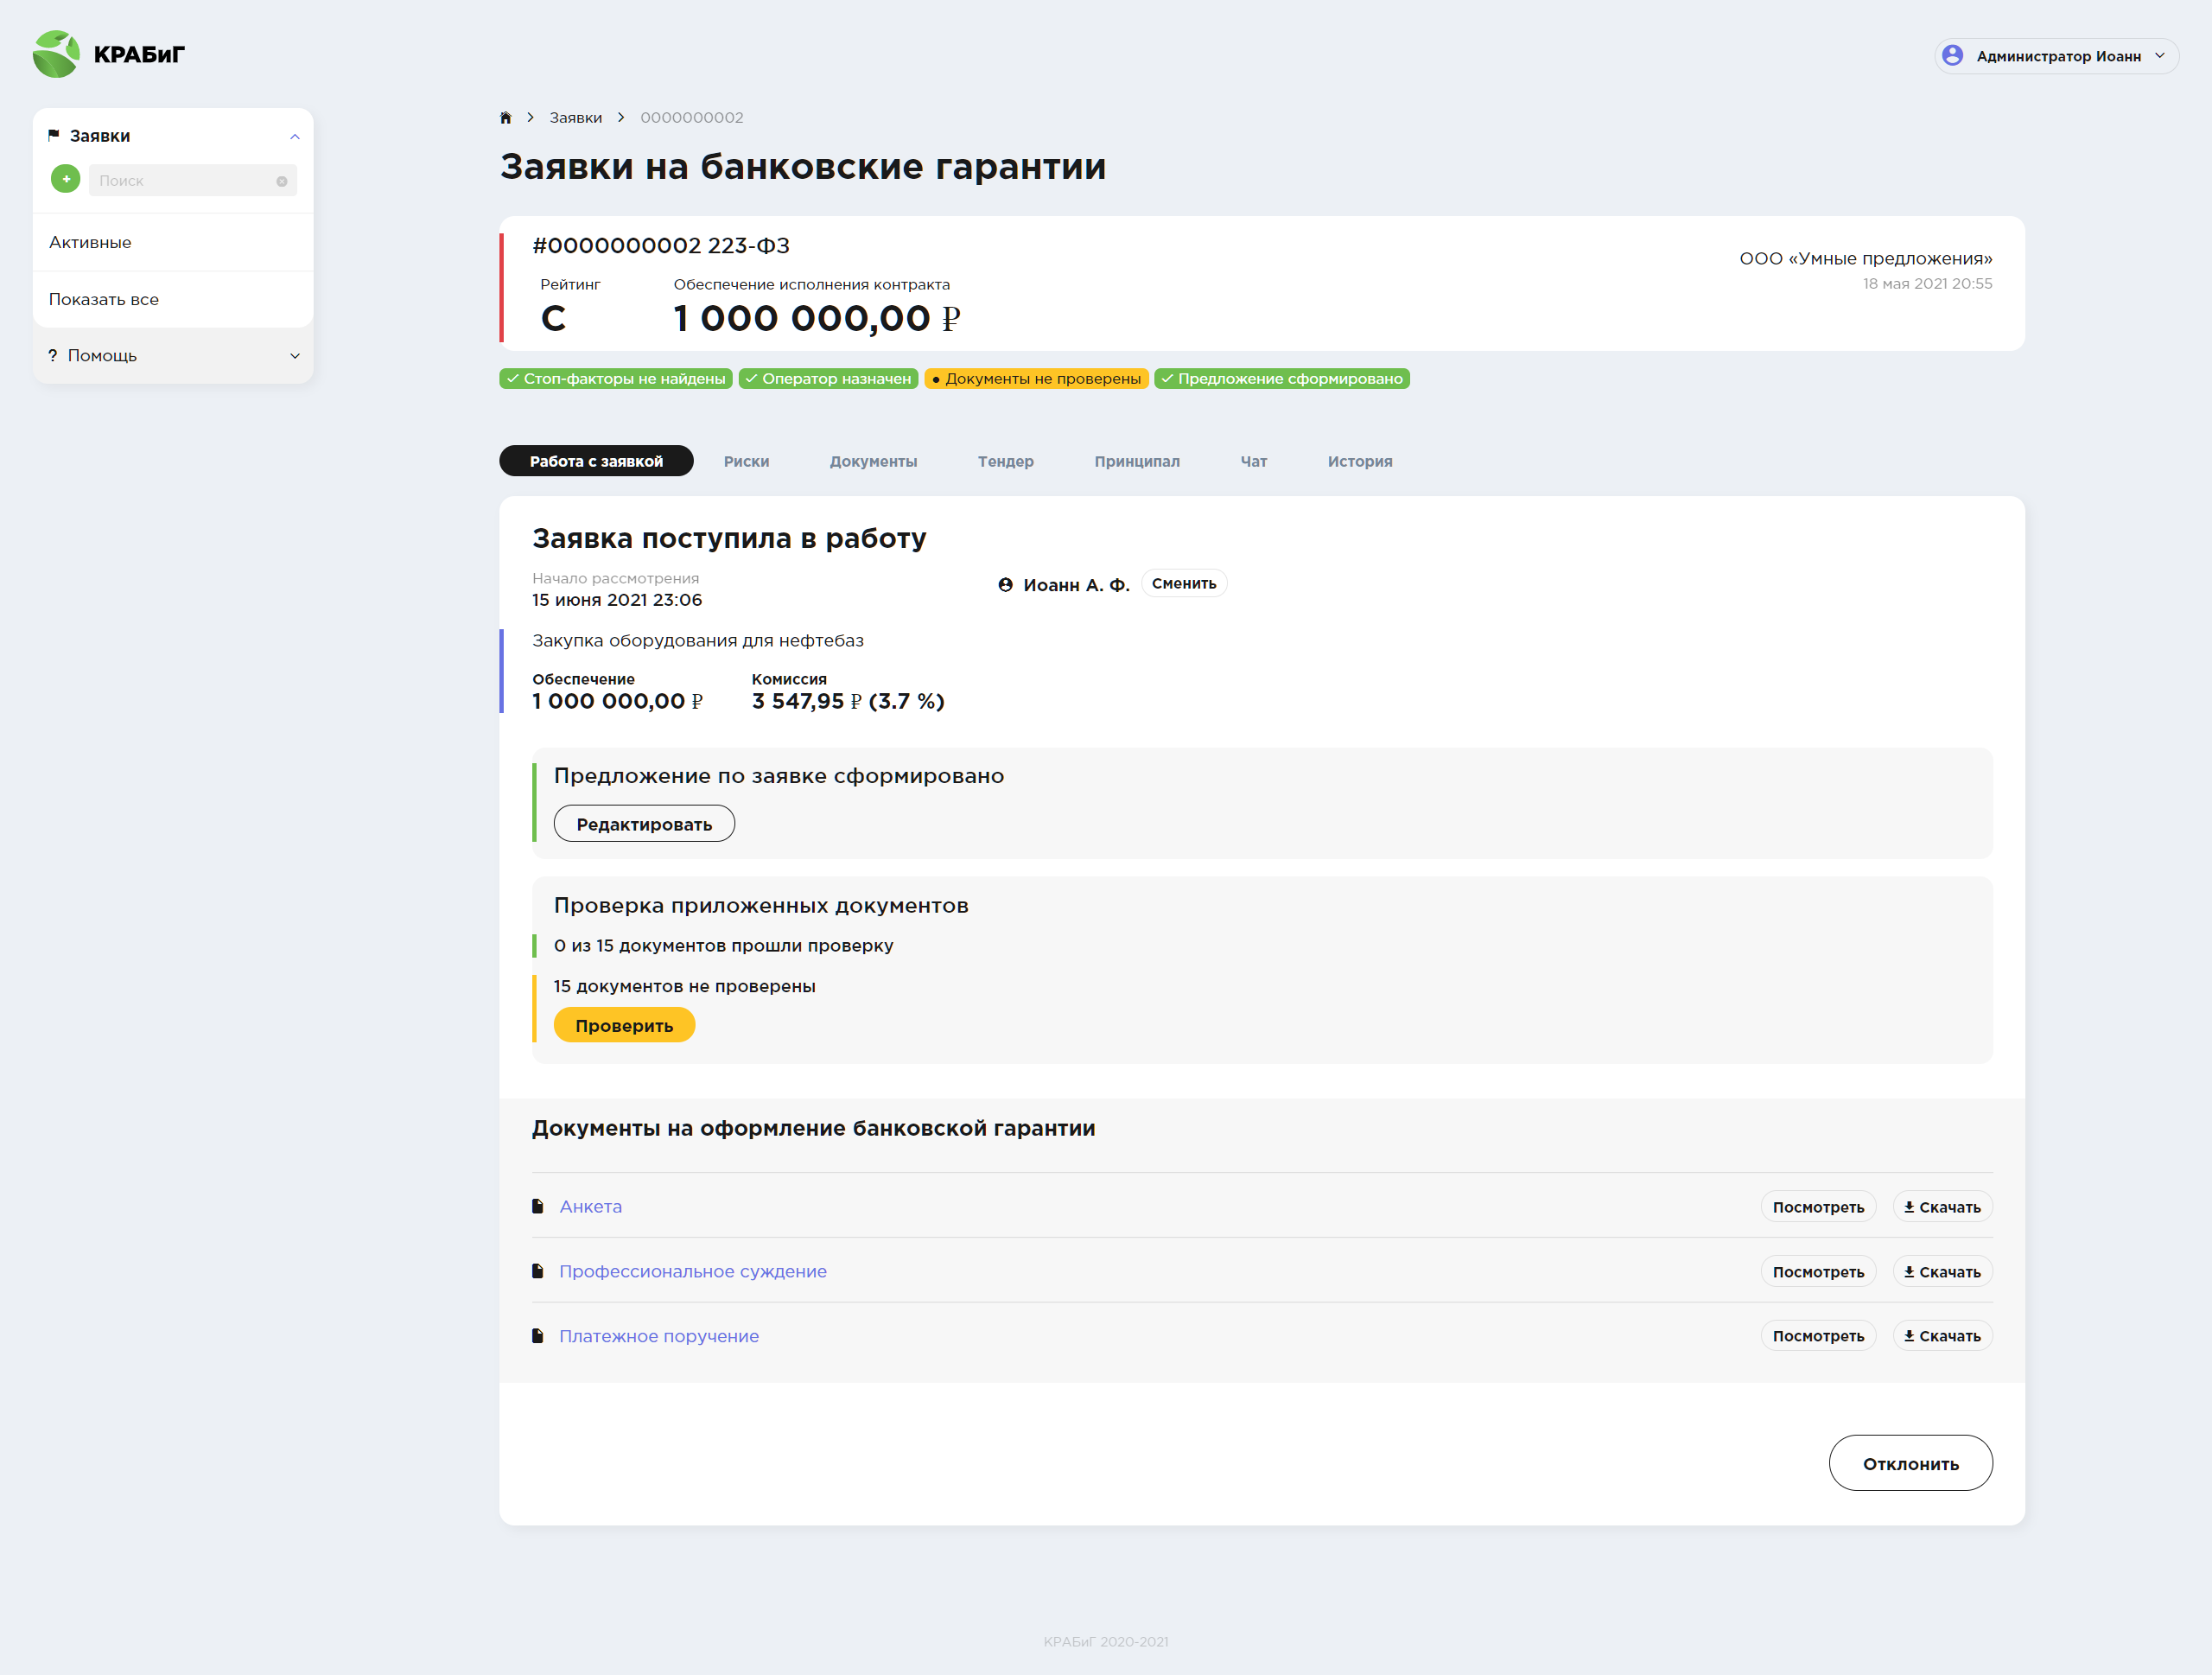 КРАБиГ
Администратор Иоанн
Заявки
Поиск
Активные
Показать все
? Помощь
Заявки 0000000002
Заявки на банковские гарантии
#0000000002 223-ФЗ
ООО «Умные предложения»
18 мая 2021 20:55
Рейтинг Обеспечение исполнения контракта
C 1 000 000,00 ₽
Стоп-факторы не найдены Оператор назначен Документы не проверены Предложение сформировано
Работа с заявкой Риски Документы Тендер Принципал Чат История
Заявка поступила в работу
Начало рассмотрения
15 июня 2021 23:06
Иоанн А. Ф. Сменить
Закупка оборудования для нефтебаз
Обеспечение Комиссия
1 000 000,00 ₽ 3 547,95 ₽ (3.7 %)
Предложение по заявке сформировано
Редактировать
Проверка приложенных документов
0 из 15 документов прошли проверку
15 документов не проверены
Проверить
Документы на оформление банковской гарантии
Анкета Посмотреть Скачать
Профессиональное суждение Посмотреть Скачать
Платежное поручение Посмотреть Скачать
Отклонить
КРАБиГ 2020-2021